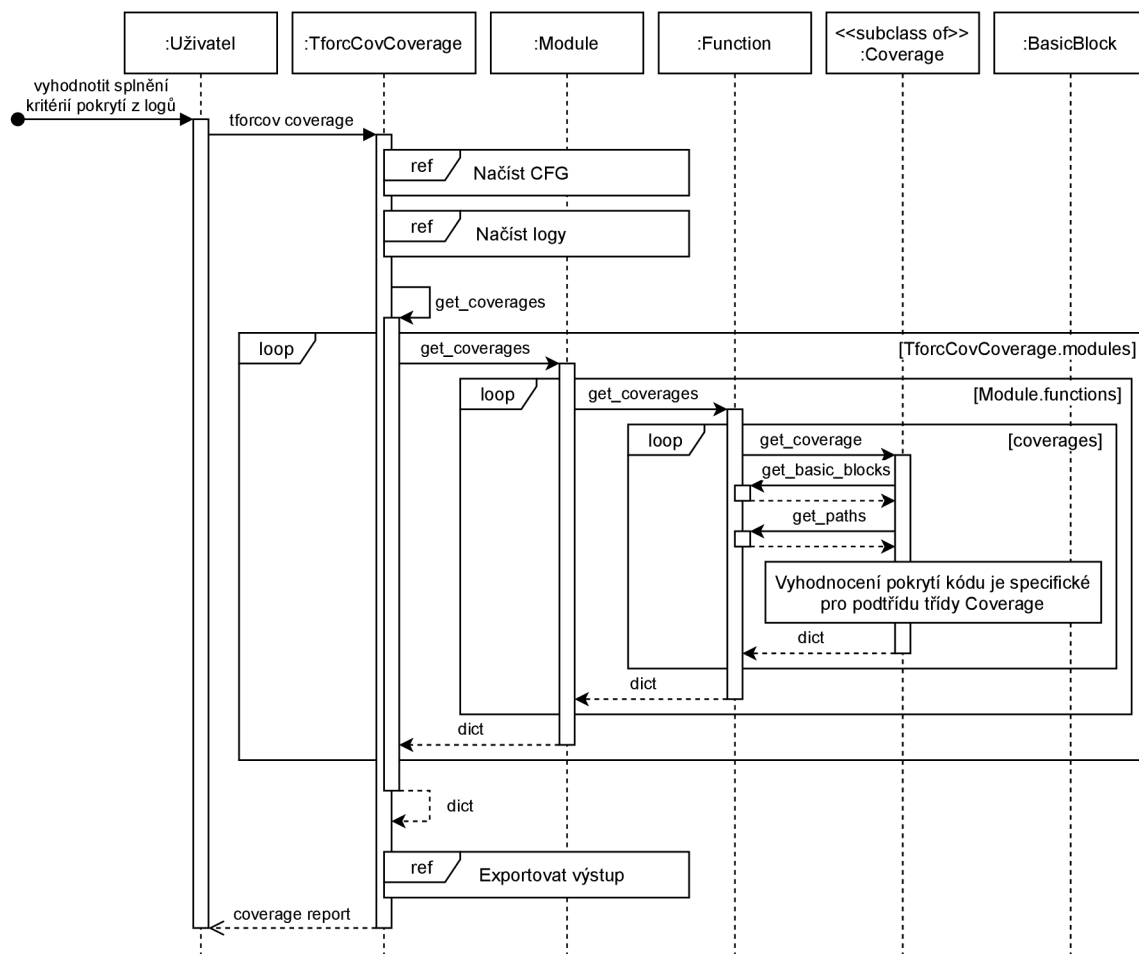 :Uživatel
:TforcCovCoverage
:Module
:Function
<<subclass of>>
:Coverage
:BasicBlock
vyhodnotit splnění
kritérií pokrytí z logů
tforcov coverage
ref
Načíst CFG
ref
Načíst logy
get_coverages
loop
[TforcCovCoverage.modules]
get_coverages
loop
[Module.functions]
get_coverages
loop
[coverages]
get_coverage
get_basic_blocks
get_paths
Vyhodnocení pokrytí kódu je specifické
pro podtřídu třídy Coverage
dict
dict
dict
dict
ref
Exportovat výstup
coverage report